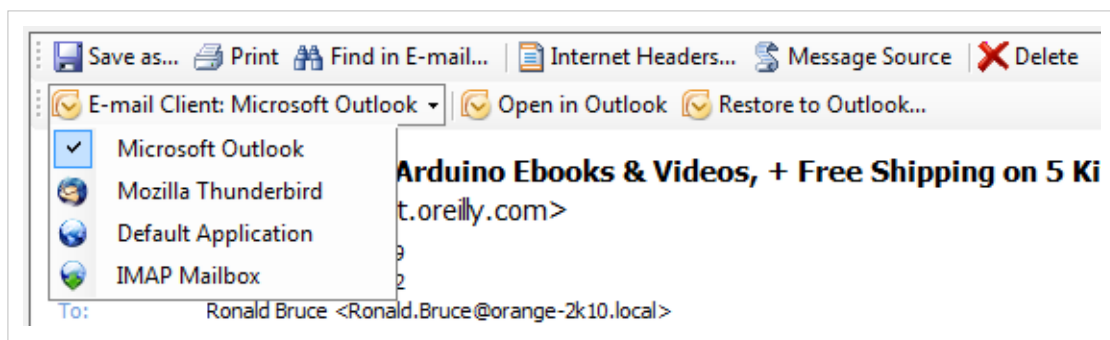 Save as... Print Find in E-mail... Internet Headers... Message Source Delete
E-mail Client: Microsoft Outlook Open in Outlook Restore to Outlook...
Microsoft Outlook
Arduino Ebooks & Videos, + Free Shipping on 5 Ki
Mozilla Thunderbird
t.oreilly.com>
Default Application
9
IMAP Mailbox
2
To: Ronald Bruce <Ronald.Bruce@orange-2k10.local>